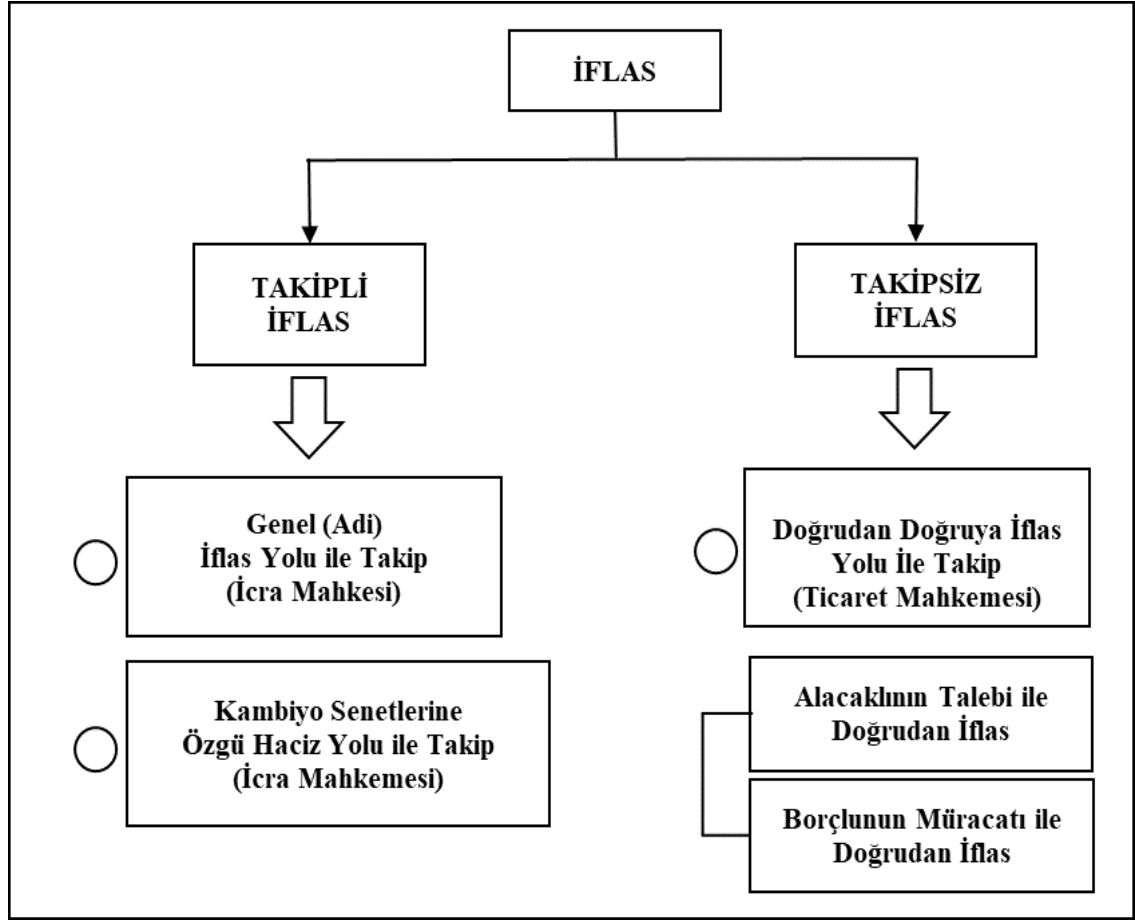 İFLAS
TAKİPLİ
İFLAS
TAKİPSİZ
İFLAS
Genel (Adi)
İflas Yolu ile Takip
(İcra Mahkesi)
Kambiyo Senetlerine
Özgü Haciz Yolu ile Takip
(İcra Mahkemesi)
Doğrudan Doğruya İflas
Yolu İle Takip
(Ticaret Mahkemesi)
Alacaklının Talebi ile
Doğrudan İflas
Borçlunun Müracatı ile
Doğrudan İflas